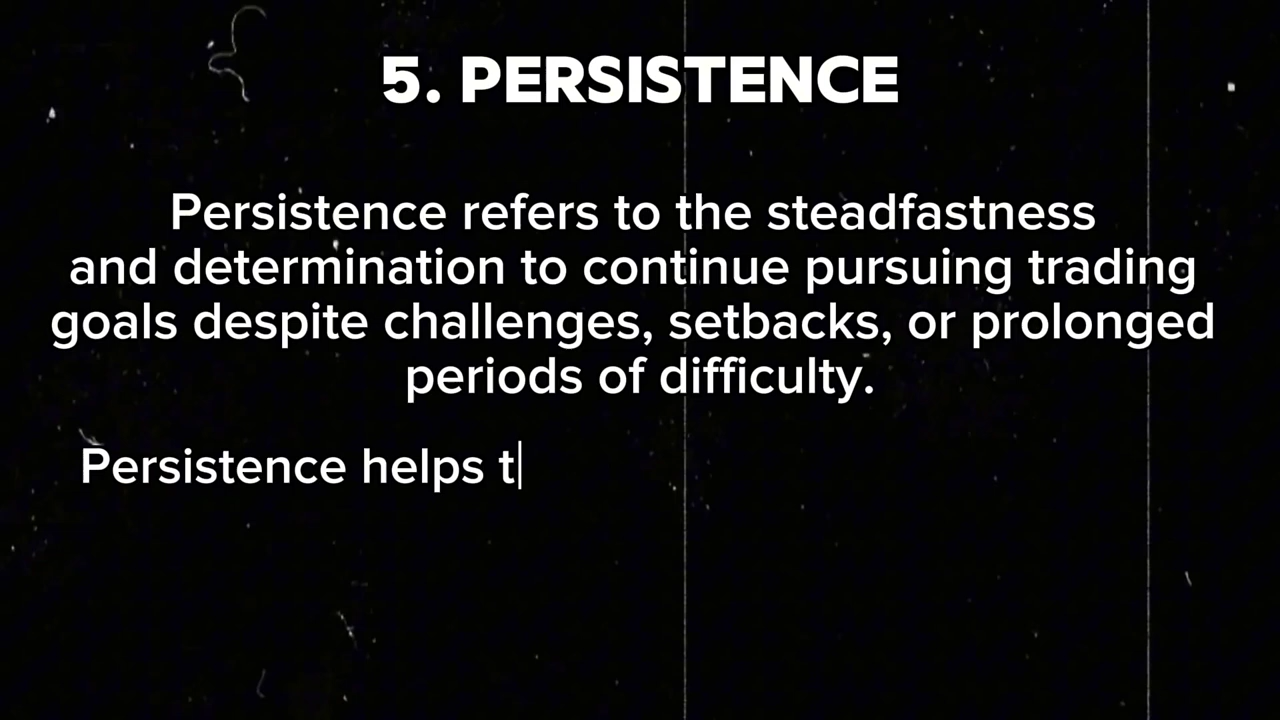 5. PERSISTENCE
Persistence refers to the steadfastness
and determination to continue pursuing trading
goals despite challenges, setbacks, or prolonged
periods of difficulty.
Persistence helps t